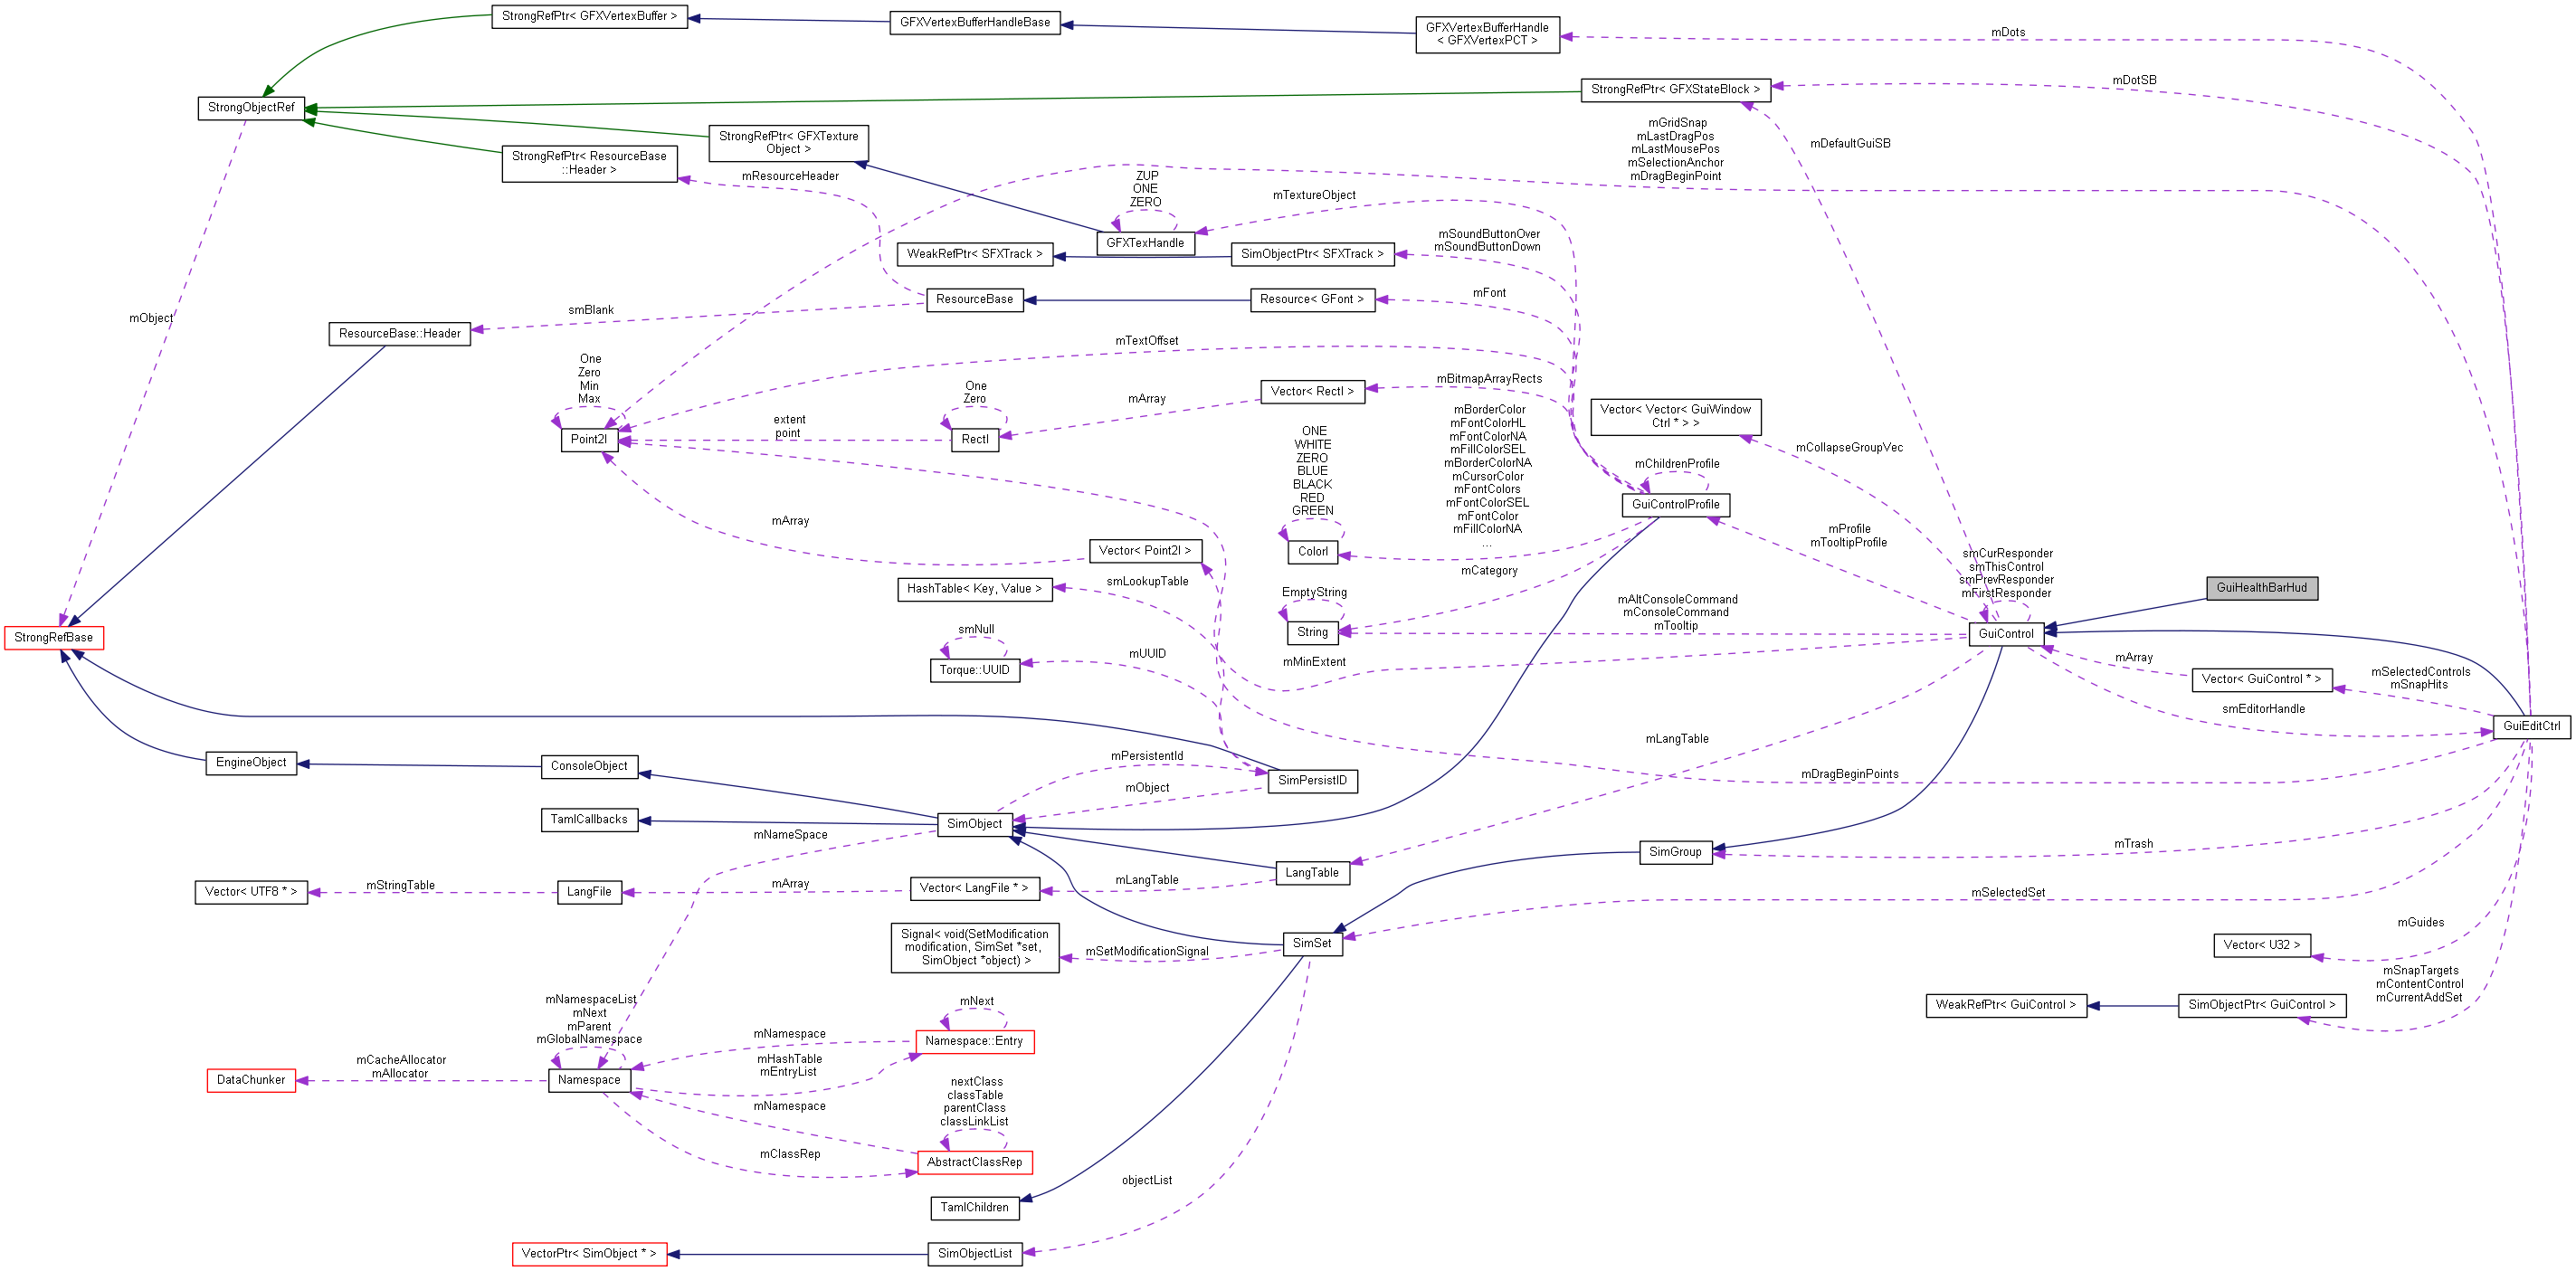 StrongRefPtr< GFXVertexBuffer >
GFXVertexBufferHandleBase
GFXVertexBufferHandle
< GFXVertexPCT >
mDots
StrongObjectRef
StrongRefPtr< GFXStateBlock >
mDotSB
StrongRefPtr< GFXTexture
Object >
mGridSnap
mLastDragPos
mLastMousePos
mSelectionAnchor
mDragBeginPoint
mDefaultGuiSB
StrongRefPtr< ResourceBase
::Header >
mResourceHeader
ZUP
ONE
ZERO
mTextureObject
GFXTexHandle
WeakRefPtr< SFXTrack >
SimObjectPtr< SFXTrack >
mSoundButtonOver
mSoundButtonDown
ResourceBase
Resource< GFont >
mFont
mObject
smBlank
ResourceBase::Header
mTextOffset
One
Zero
Min
Max
Point2I
extent
point
One
Zero
RectI
mArray
Vector< RectI >
mBitmapArrayRects
Vector< Vector< GuiWindow
Ctrl * > >
mCollapseGroupVec
ONE
WHITE
ZERO
BLUE
BLACK
RED
GREEN
ColorI
mBorderColor
mFontColorHL
mFontColorNA
mFillColorSEL
mBorderColorNA
mCursorColor
mFontColors
mFontColorSEL
mFontColor
mFillColorNA
...
mChildrenProfile
GuiControlProfile
mArray
Vector< Point2I >
mProfile
mTooltipProfile
mCategory
HashTable< Key, Value >
smLookupTable
EmptyString
String
mAltConsoleCommand
mConsoleCommand
mTooltip
smCurResponder
smThisControl
smPrevResponder
mFirstResponder
GuiControl
GuiHealthBarHud
StrongRefBase
smNull
Torque::UUID
mUUID
mMinExtent
mArray
Vector< GuiControl * >
mSelectedControls
mSnapHits
smEditorHandle
GuiEditCtrl
mLangTable
mDragBeginPoints
EngineObject
ConsoleObject
mPersistentId
SimPersistID
mObject
TamlCallbacks
SimObject
mNameSpace
SimGroup
mTrash
LangTable
Vector< UTF8 * >
mStringTable
LangFile
mArray
Vector< LangFile * >
mLangTable
mSelectedSet
Signal< void(SetModification
modification, SimSet *set,
SimObject *object) >
mSetModificationSignal
SimSet
Vector< U32 >
mGuides
WeakRefPtr< GuiControl >
SimObjectPtr< GuiControl >
mSnapTargets
mContentControl
mCurrentAddSet
mNamespaceList
mNext
mParent
mGlobalNamespace
mNext
Namespace::Entry
mNamespace
mHashTable
mEntryList
DataChunker
mCacheAllocator
mAllocator
Namespace
mNamespace
nextClass
classTable
parentClass
classLinkList
AbstractClassRep
mClassRep
objectList
TamlChildren
VectorPtr< SimObject * >
SimObjectList